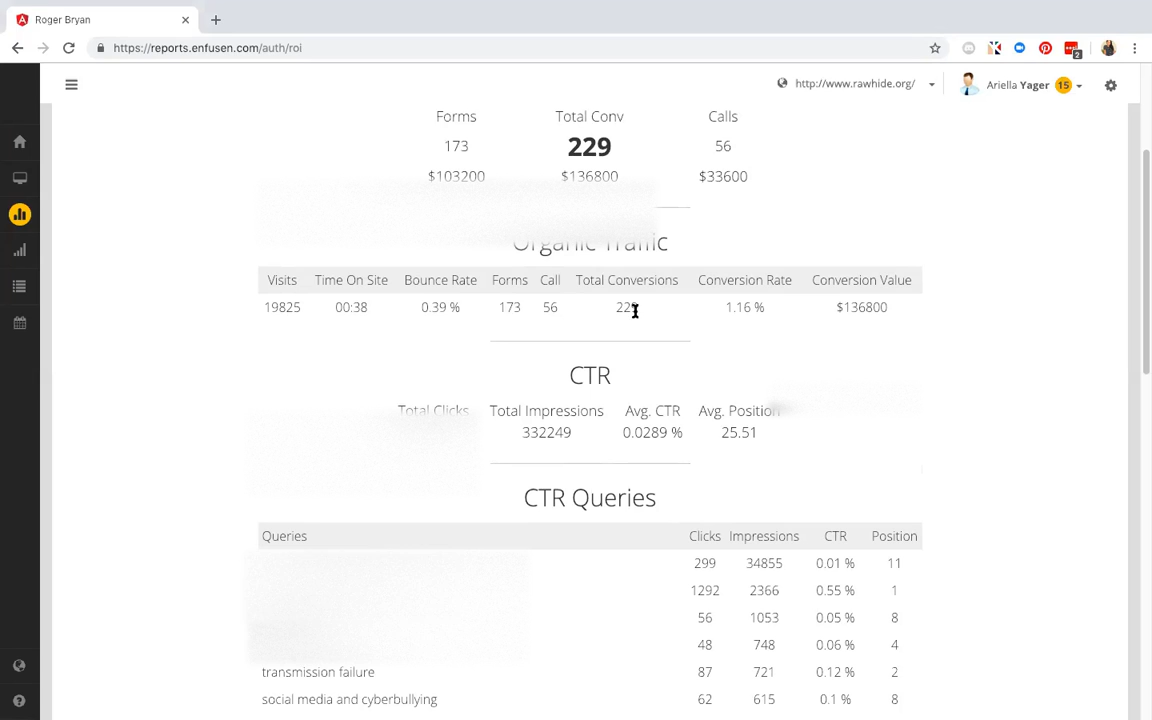 Roger Bryan
https://reports.enfusen.com/auth/roi
2
http://www.rawhide.org/
Ariella Yager 15
Forms Total Conv Calls
173 229 56
$103200 $136800 $33600
Organic Traffic
Visits Time On Site Bounce Rate Forms Call Total Conversions Conversion Rate Conversion Value
19825 00:38 0.39 % 173 56 229 1.16 % $136800
CTR
Total Clicks Total Impressions Avg. CTR Avg. Position
332249 0.0289 % 25.51
CTR Queries
Queries Clicks Impressions CTR Position
299 34855 0.01 % 11
1292 2366 0.55 % 1
56 1053 0.05 % 8
48 748 0.06 % 4
transmission failure 87 721 0.12 % 2
social media and cyberbullying 62 615 0.1 % 8